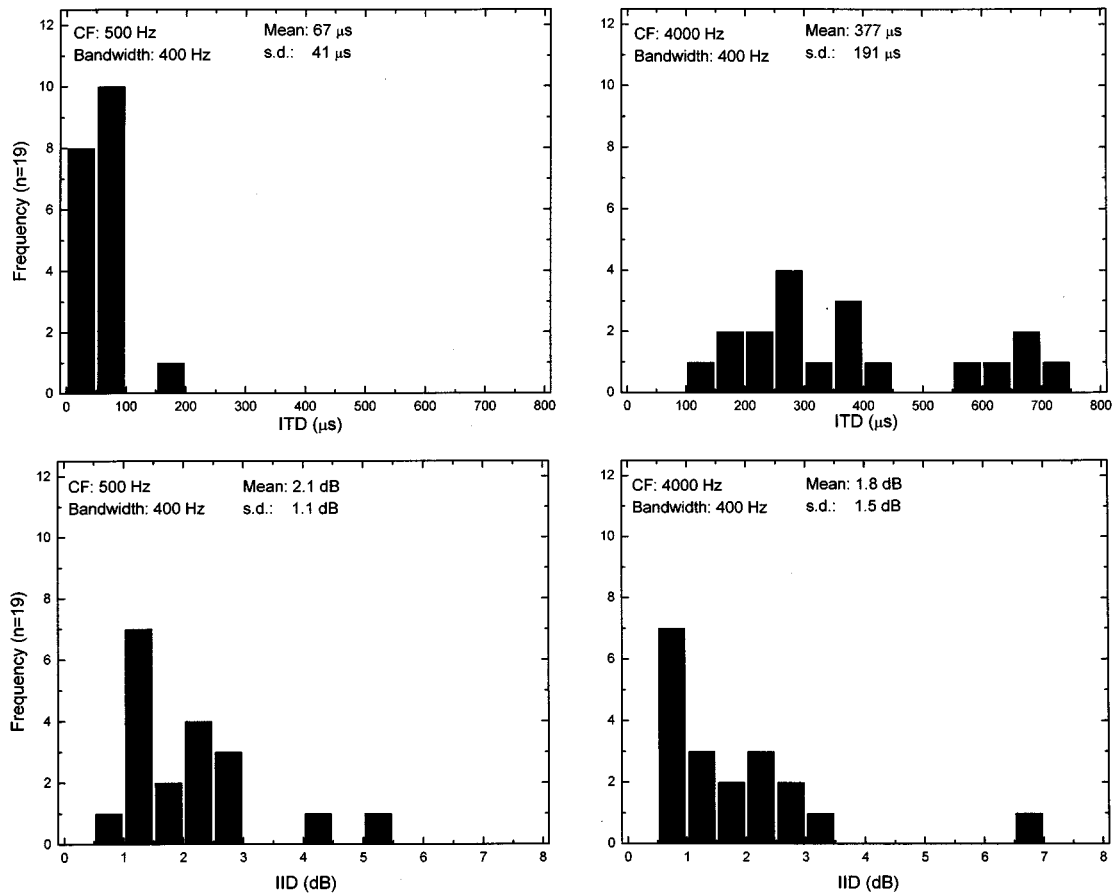 CF: 500 Hz Mean: 67 μs
Bandwidth: 400 Hz s.d.: 41 μs
12
10
8
6
4
2
0
Frequency (n=19)
0 100 200 300 400 500 600 700 800
ITD (μs)
CF: 4000 Hz Mean: 377 μs
Bandwidth: 400 Hz s.d.: 191 μs
12
10
8
6
4
2
0
0 100 200 300 400 500 600 700 800
ITD (μs)
CF: 500 Hz Mean: 2.1 dB
Bandwidth: 400 Hz s.d.: 1.1 dB
12
10
8
6
4
2
0
Frequency (n=19)
0 1 2 3 4 5 6 7 8
IID (dB)
CF: 4000 Hz Mean: 1.8 dB
Bandwidth: 400 Hz s.d.: 1.5 dB
12
10
8
6
4
2
0
Frequency (n=19)
0 1 2 3 4 5 6 7 8
IID (dB)